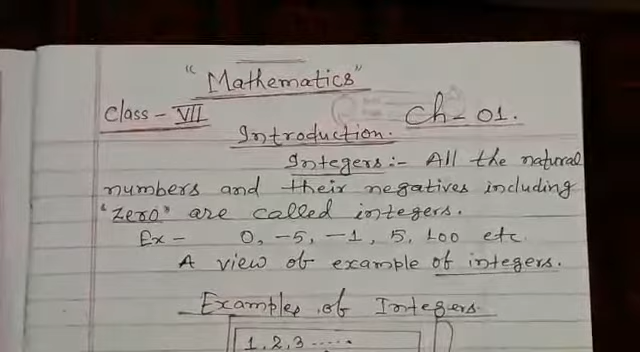 "Mathematics"
Class - VII
Ch - 01.
Introduction.
Integers:- All the natural
numbers and their negatives including
"zero" are called integers.
Ex - 0, -5, -1, 5, 100 etc.
A view of example of integers.
Examples of Integers.
1, 2, 3 .....